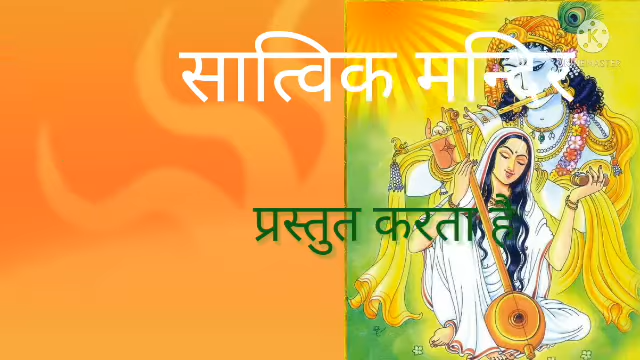 सात्विक मन्दिर
प्रस्तुत करता है